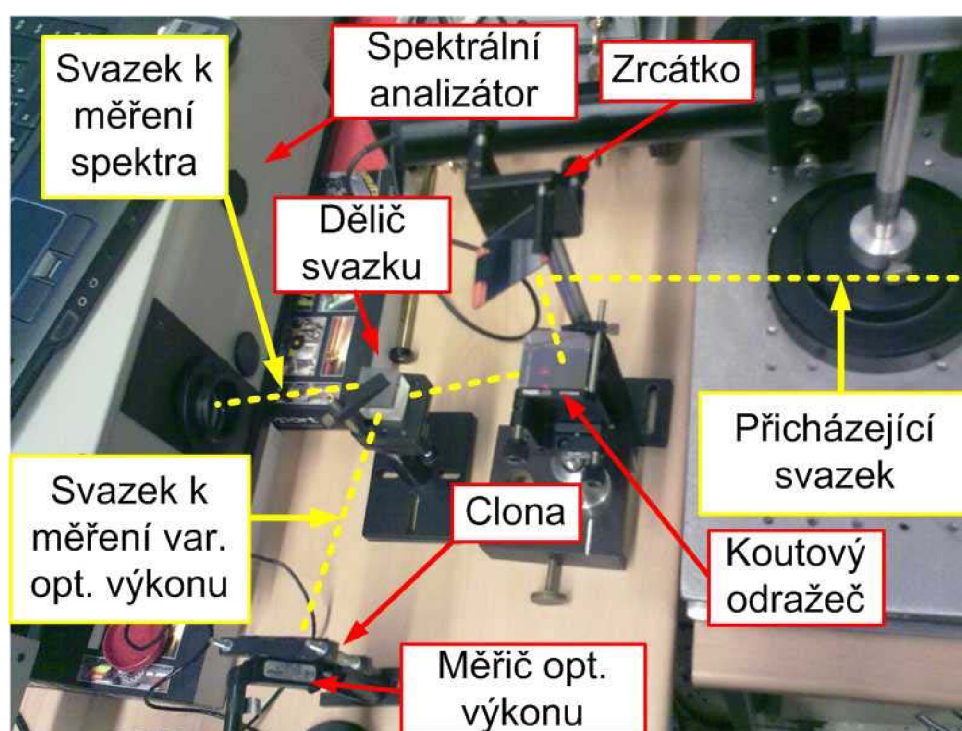 Svazek k
měření
spektra
Spektrální
analizátor
Zrcátko
Dělič
svazku
Přicházející
svazek
Svazek k
měření var.
opt. výkonu
Clona
Koutový
odražeč
Měřič opt.
výkonu